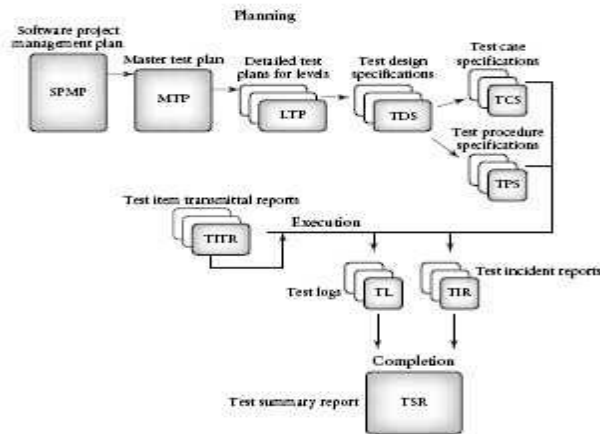 Planning
Software project
management plan
SPMP
Master test plan
MTP
Detailed test
plans for levels
LTP
Test design
specifications
TDS
Test case
specifications
TCS
Test procedure
specifications
TPS
Test item transmittal reports
TITR
Execution
Test logs
TL
TIR
Test incident reports
Completion
Test summary report
TSR